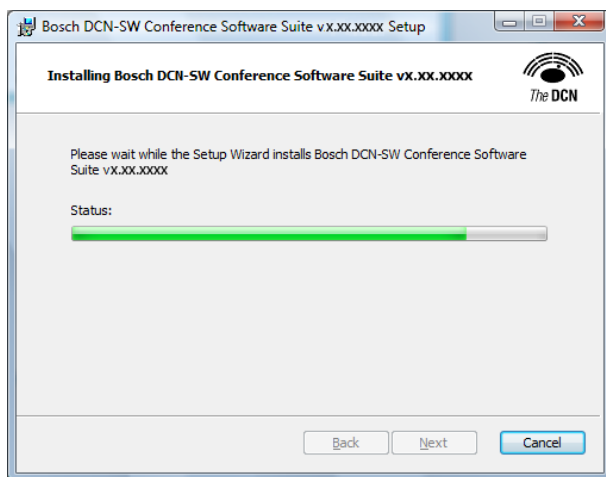 Bosch DCN-SW Conference Software Suite vx.xx.xxxx Setup
Installing Bosch DCN-SW Conference Software Suite vx.xx.xxxx
The DCN
Please wait while the Setup Wizard installs Bosch DCN-SW Conference Software
Suite vx.xx.xxxx
Status:
Back Next Cancel